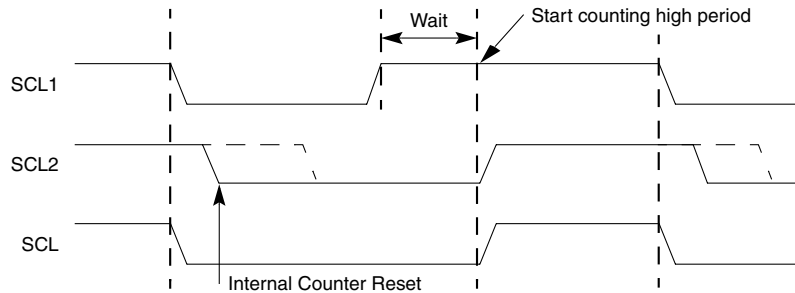 Wait
Start counting high period
SCL1
SCL2
SCL
Internal Counter Reset